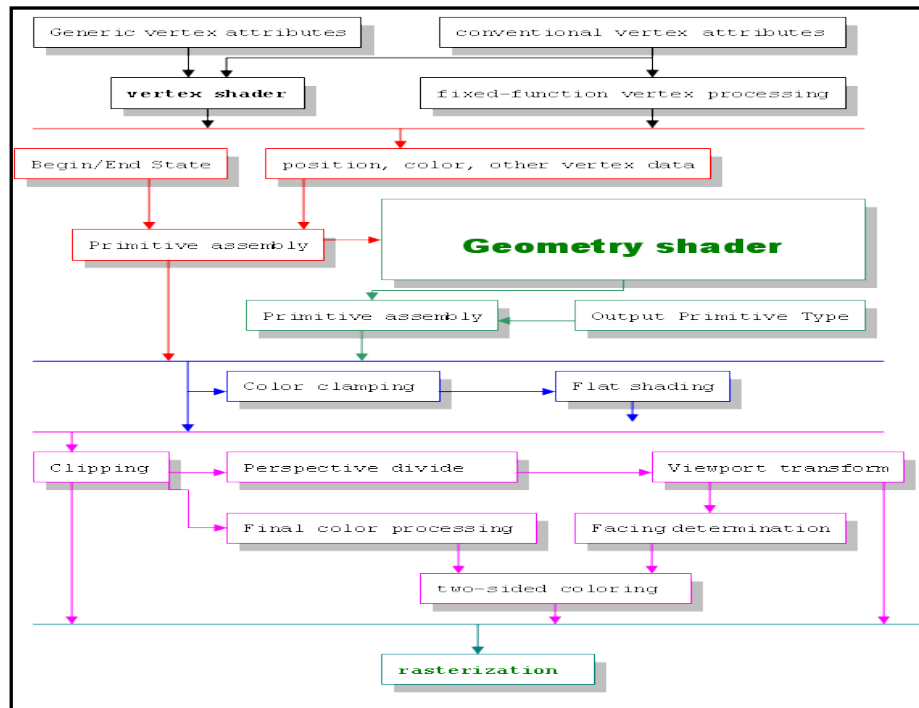 Generic vertex attributes
conventional vertex attributes
vertex shader
fixed-function vertex processing
Begin/End State
position, color, other vertex data
Primitive assembly
Geometry shader
Primitive assembly
Output Primitive Type
Color clamping
Flat shading
Clipping
Perspective divide
Viewport transform
Final color processing
Facing determination
two-sided coloring
rasterization